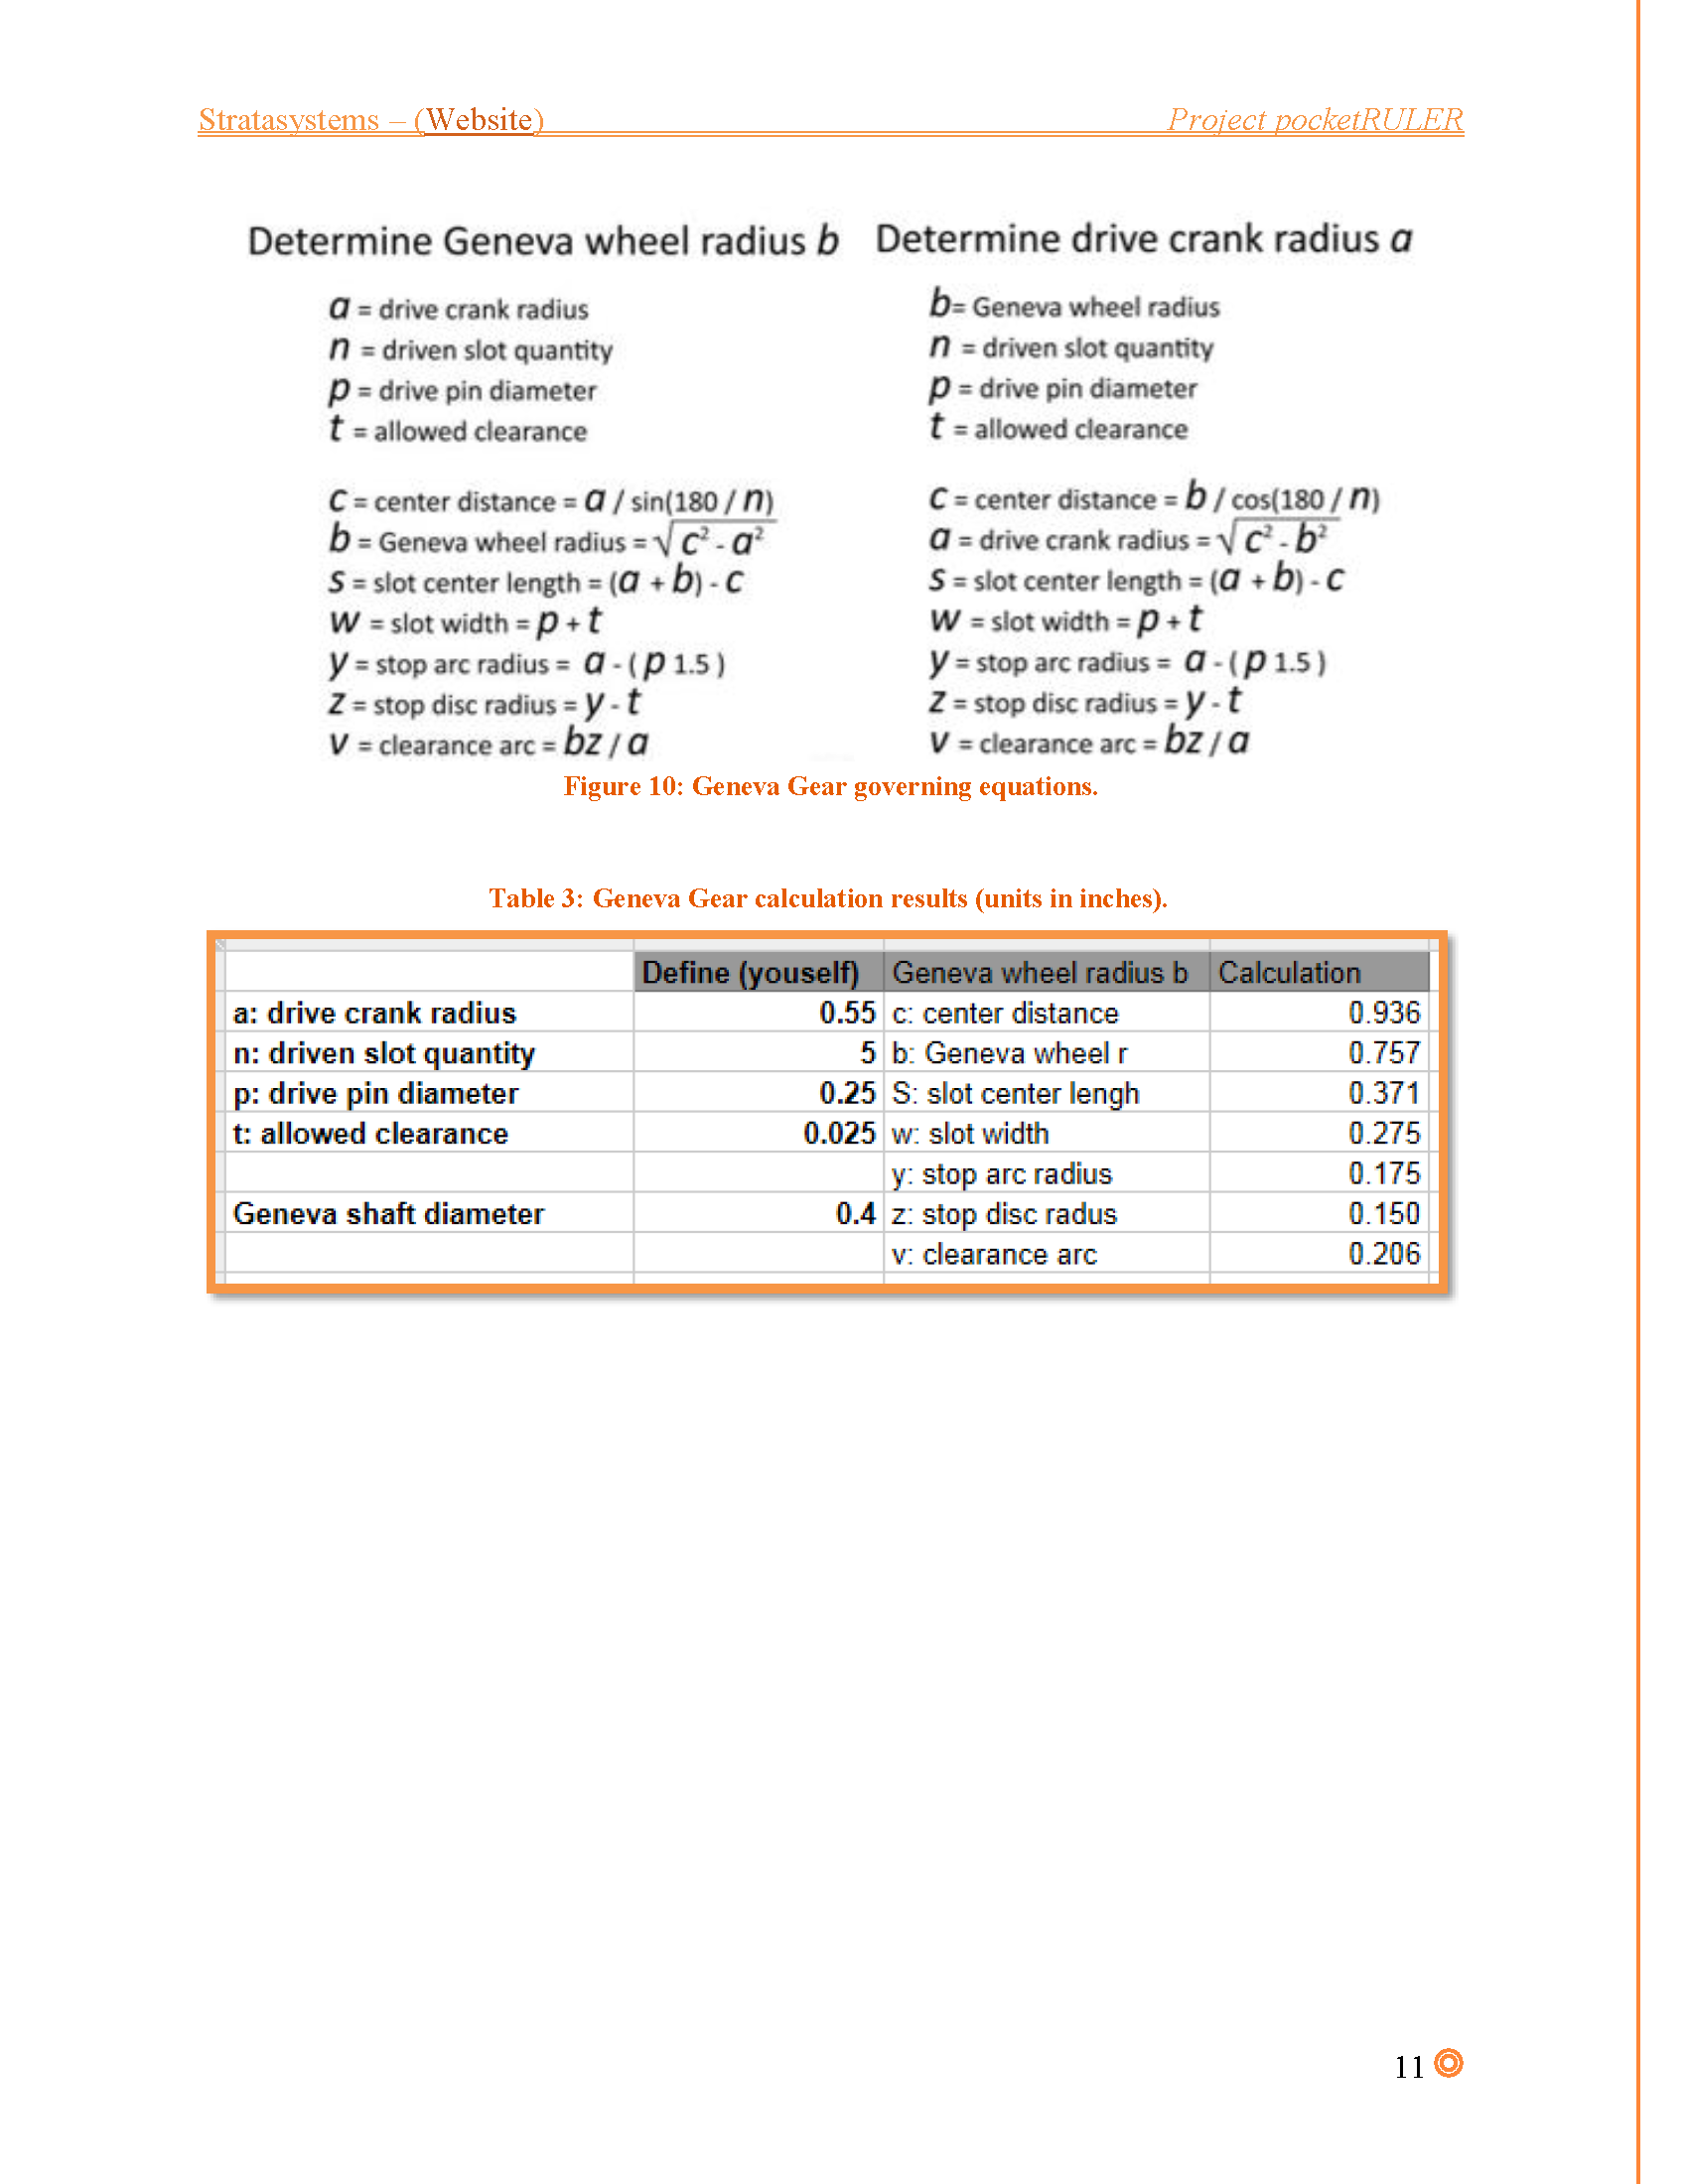 Stratasystems – (Website) Project pocketRULER
Determine Geneva wheel radius b
a = drive crank radius
n = driven slot quantity
p = drive pin diameter
t = allowed clearance
c = center distance = a / sin(180 / n)
b = Geneva wheel radius = √c² - a²
s = slot center length = (a + b) - c
w = slot width = p + t
y = stop arc radius = a - ( p 1.5 )
z = stop disc radius = y - t
v = clearance arc = bz / a
Determine drive crank radius a
b= Geneva wheel radius
n = driven slot quantity
p = drive pin diameter
t = allowed clearance
c = center distance = b / cos(180 / n)
a = drive crank radius = √c² - b²
s = slot center length = (a + b) - c
w = slot width = p + t
y = stop arc radius = a - ( p 1.5 )
z = stop disc radius = y - t
v = clearance arc = bz / a
Figure 10: Geneva Gear governing equations.
Table 3: Geneva Gear calculation results (units in inches).
Define (youself) Geneva wheel radius b Calculation
a: drive crank radius 0.55 c: center distance 0.936
n: driven slot quantity 5 b: Geneva wheel r 0.757
p: drive pin diameter 0.25 S: slot center lengh 0.371
t: allowed clearance 0.025 w: slot width 0.275
y: stop arc radius 0.175
Geneva shaft diameter 0.4 z: stop disc radus 0.150
v: clearance arc 0.206
11